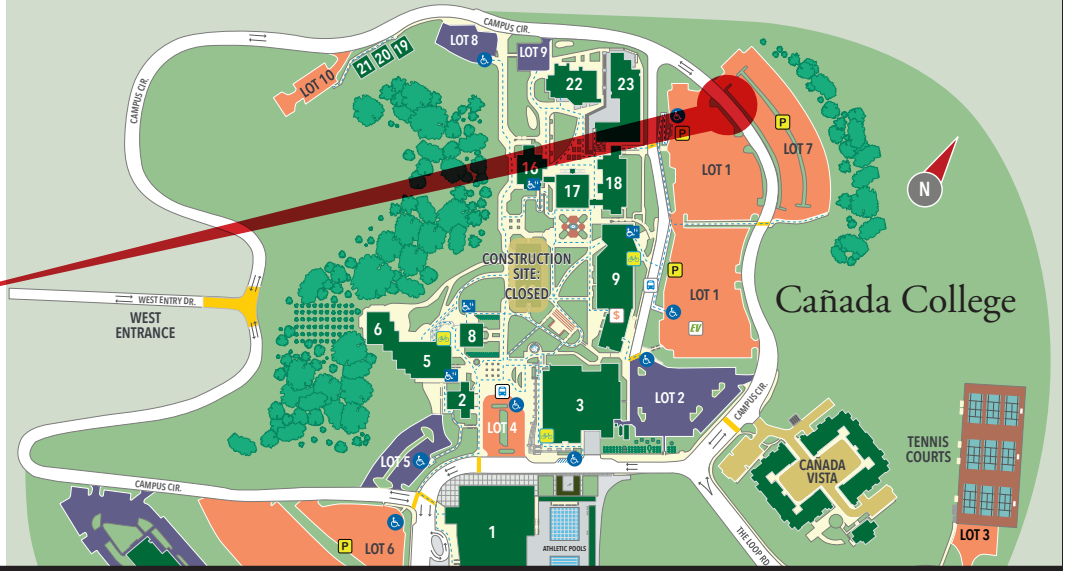 CAMPUS CIR.
LOT 8
LOT 9
21 20 19
LOT 10
22
23
CAMPUS CIR.
P
P
LOT 7
LOT 1
16
17
18
N
CONSTRUCTION
SITE:
CLOSED
9
P
LOT 1
$
EV
Cañada College
WEST ENTRY DR.
WEST
ENTRANCE
6
8
5
2
LOT 4
3
LOT 2
CAMPUS CIR.
TENNIS
COURTS
CAÑADA
VISTA
LOT 5
CAMPUS CIR.
P
LOT 6
1
ATHLETIC POOLS
THE LOOP RD
LOT 3